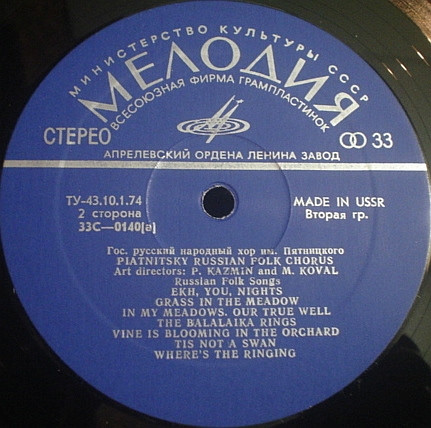 МИНИСТЕРСТВО КУЛЬТУРЫ СССР
МЕЛОДИЯ
ВСЕСОЮЗНАЯ ФИРМА ГРАМПЛАСТИНОК
СТЕРЕО 33
АПРЕЛЕВСКИЙ ОРДЕНА ЛЕНИНА ЗАВОД
ТУ-43.10.1.74 MADE IN USSR
2 сторона Вторая гр.
33С—0140(а)
Гос. русский народный хор им. Пятницкого
PIATNITSKY RUSSIAN FOLK CHORUS
Art directors: P. KAZMIN and M. KOVAL
Russian Folk Songs
EKH, YOU, NIGHTS
GRASS IN THE MEADOW
IN MY MEADOWS. OUR TRUE WELL
THE BALALAIKA RINGS
VINE IS BLOOMING IN THE ORCHARD
TIS NOT A SWAN
WHERE'S THE RINGING